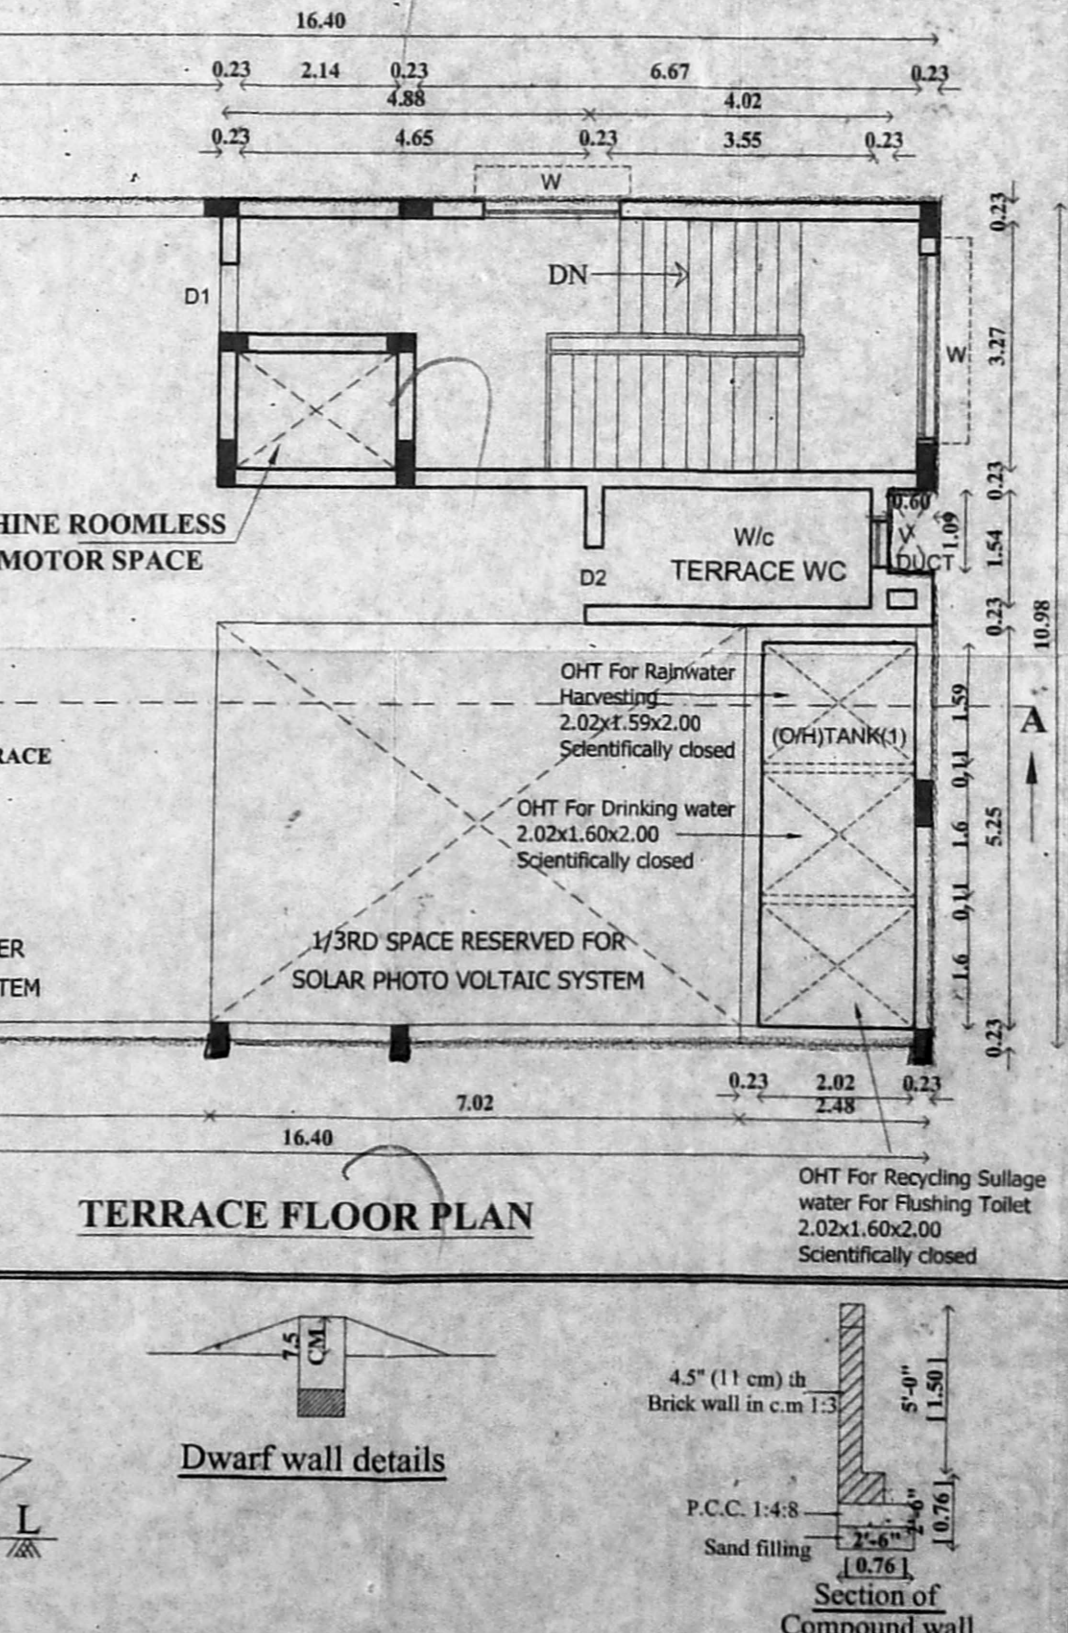 16.40
0.23 2.14 0.23 6.67 0.23
4.88 4.02
0.23 4.65 0.23 3.55 0.23
W
0.23
DN
D1
3.27
W
0.23
HINE ROOMLESS
MOTOR SPACE
0.60
1.09
V
DUCT
1.54
W/c
TERRACE WC
D2
0.23
10.98
OHT For Rainwater
Harvesting
2.02x1.59x2.00
Scientifically closed
(O/H)TANK(1)
1.59
A
RACE
0.11
OHT For Drinking water
2.02x1.60x2.00
Scientifically closed
1.6
5.25
0.11
ER
TEM
1/3RD SPACE RESERVED FOR
SOLAR PHOTO VOLTAIC SYSTEM
1.6
0.23
0.23 2.02 0.23
7.02 2.48
16.40
OHT For Recycling Sullage
water For Flushing Toilet
2.02x1.60x2.00
Scientifically closed
TERRACE FLOOR PLAN
7.5
CM.
Dwarf wall details
L
4.5" (11 cm) th
Brick wall in c.m 1:3
5'-0"
[1.50]
P.C.C. 1:4:8
Sand filling
2'-6"
[0.76]
2'-6"
[0.76]
Section of
Compound wall